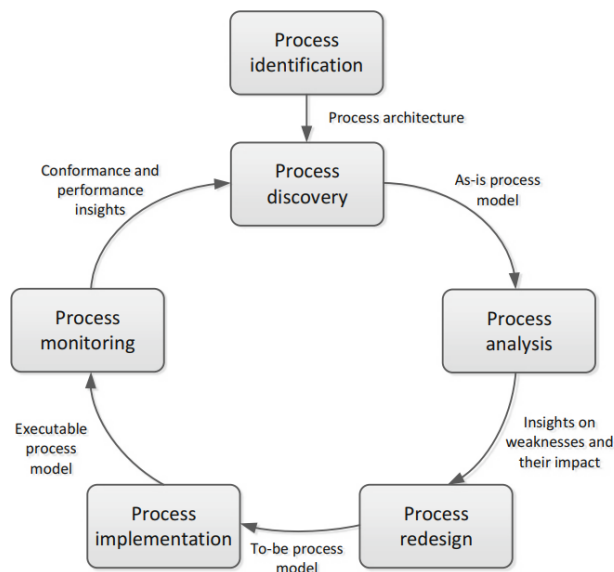 Process
identification
Process architecture
Process
discovery
As-is process
model
Process
analysis
Insights on
weaknesses and
their impact
Process
redesign
To-be process
model
Process
implementation
Executable
process
model
Process
monitoring
Conformance and
performance
insights